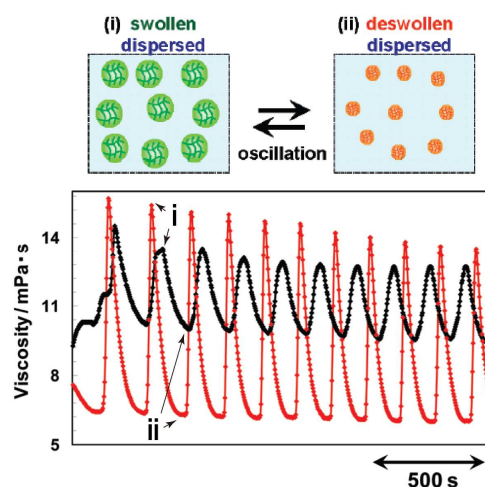 (i) swollen
dispersed
(ii) deswollen
dispersed
oscillation
Viscosity / mPa・s
14
11
8
5
i
ii
500 s